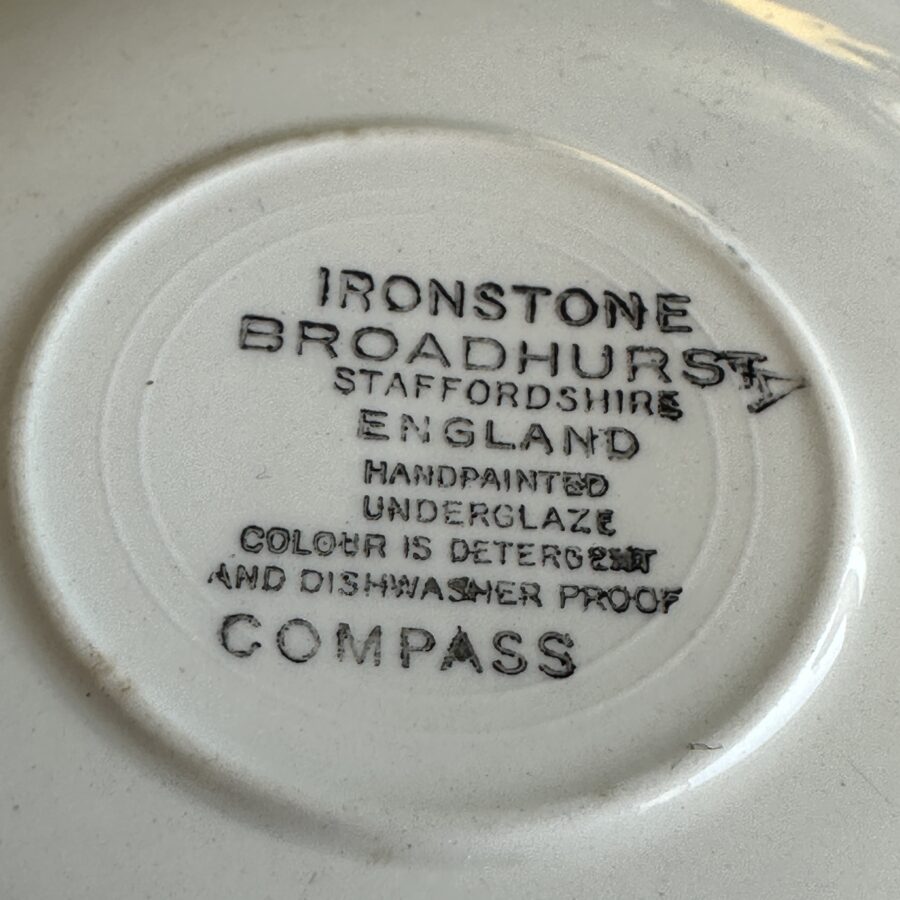 IRONSTONE
BROADHURST
STAFFORDSHIRE
ENGLAND
HANDPAINTED
UNDERGLAZE
COLOUR IS DETERGENT
AND DISHWASHER PROOF
COMPASS